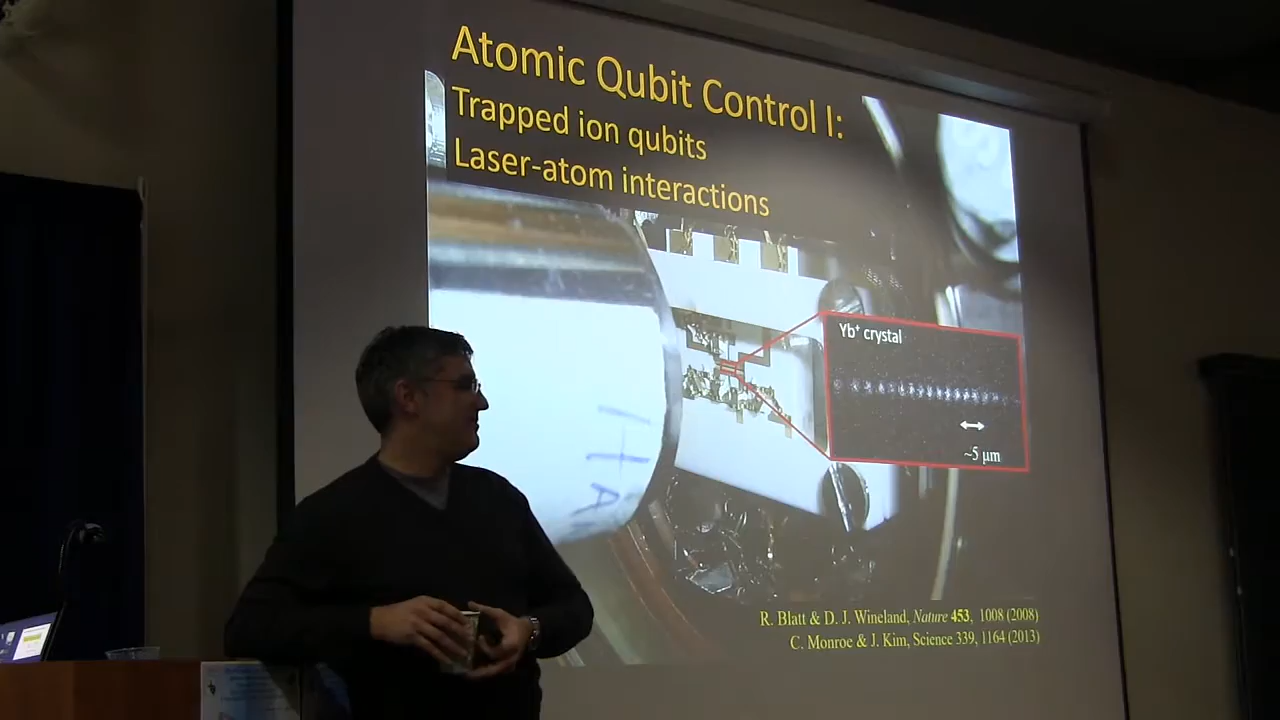 Atomic Qubit Control I:
Trapped ion qubits
Laser-atom interactions
Yb⁺ crystal
~5 μm
R. Blatt & D. J. Wineland, Nature 453, 1008 (2008)
C. Monroe & J. Kim, Science 339, 1164 (2013)